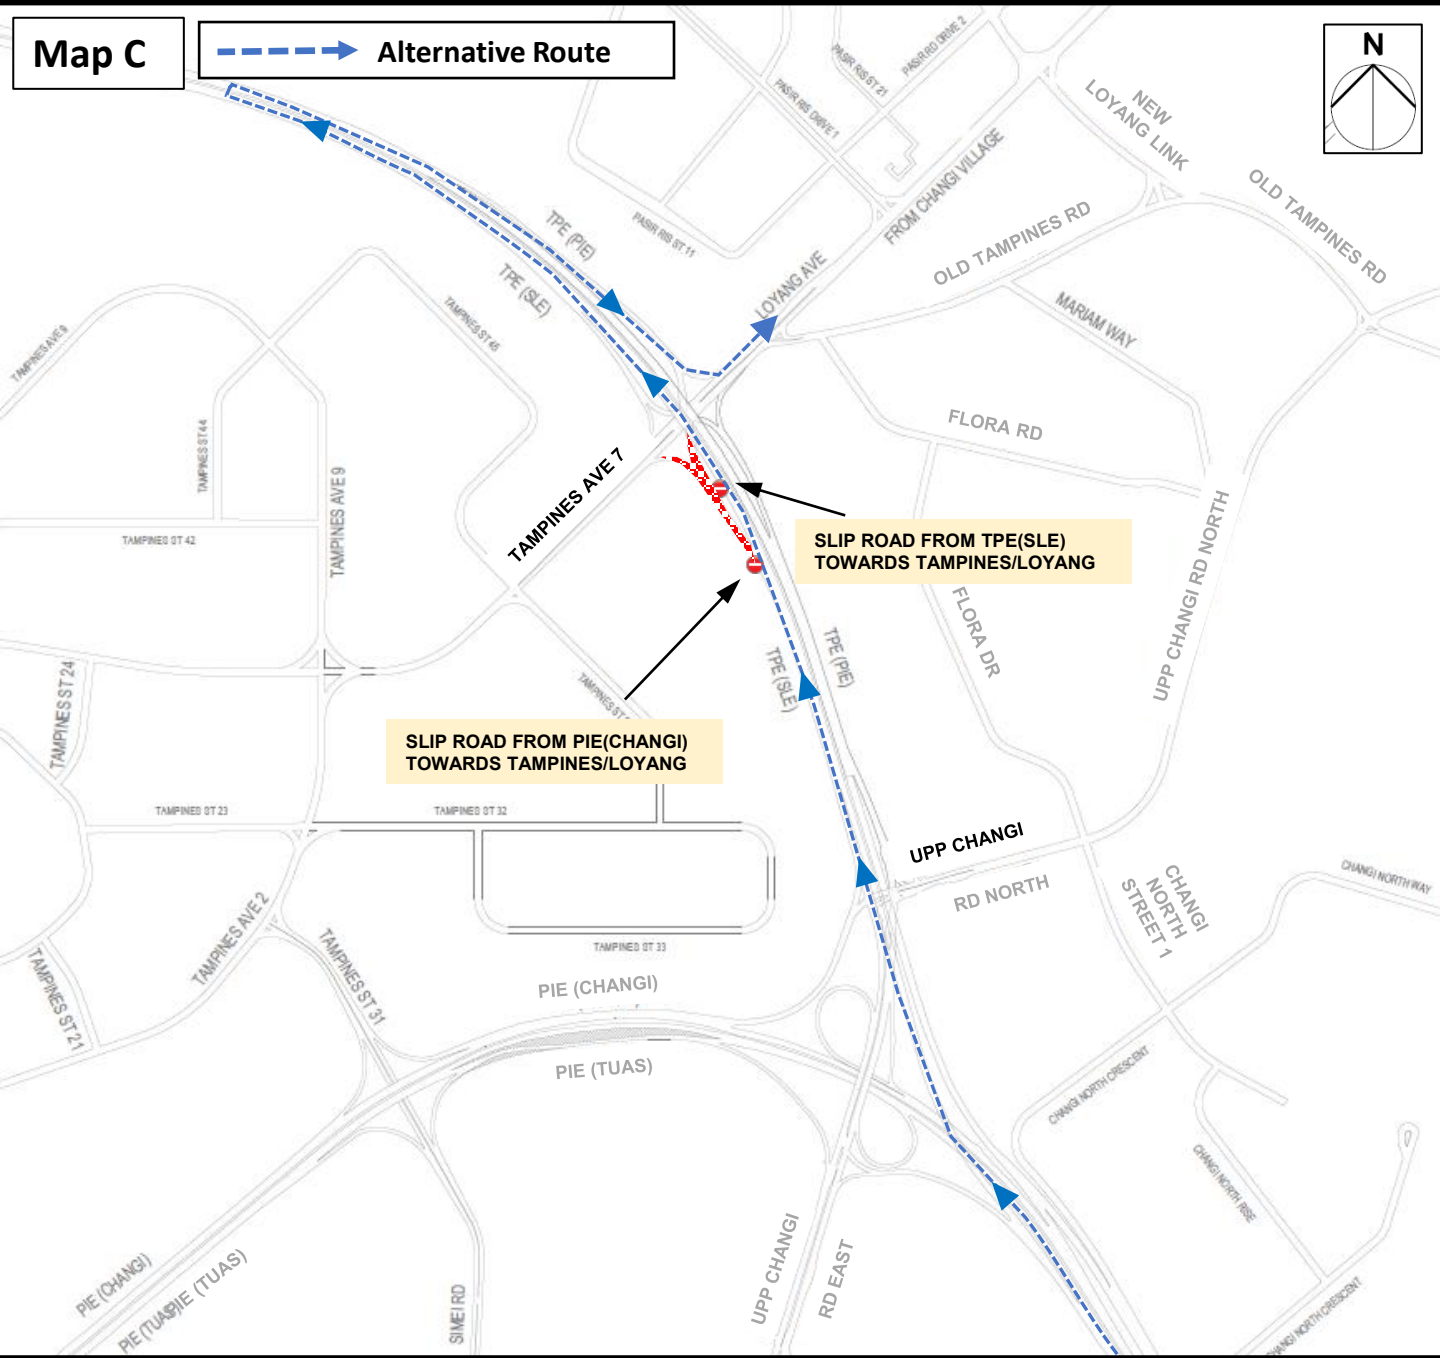 Map C
Alternative Route
N
PASIR RIS DRIVE 1
PASIR RIS ST 21
PASIR RD DRIVE 2
PASIR RIS ST 11
FROM CHANGI VILLAGE
NEW
LOYANG LINK
OLD TAMPINES RD
OLD TAMPINES RD
TPE (PIE)
TPE (SLE)
LOYANG AVE
MARIAM WAY
TAMPINES AVE 9
TAMPINES ST 45
TAMPINES ST 44
TAMPINES AVE 9
TAMPINES ST 42
TAMPINES AVE 7
FLORA RD
SLIP ROAD FROM TPE(SLE)
TOWARDS TAMPINES/LOYANG
UPP CHANGI RD NORTH
FLORA DR
TPE (PIE)
TPE (SLE)
TAMPINES ST 24
TAMPINES ST
SLIP ROAD FROM PIE(CHANGI)
TOWARDS TAMPINES/LOYANG
TAMPINES ST 23
TAMPINES ST 32
UPP CHANGI
RD NORTH
CHANGI
NORTH
STREET 1
CHANGI NORTH WAY
TAMPINES AVE 2
TAMPINES ST 33
TAMPINES ST 31
TAMPINES ST 21
PIE (CHANGI)
PIE (TUAS)
CHANGI NORTH CRESCENT
CHANGI NORTH RISE
UPP CHANGI
RD EAST
PIE (CHANGI)
PIE (TUAS)
PIE (TUAS)
SIMEI RD
CHANGI NORTH CRESCENT